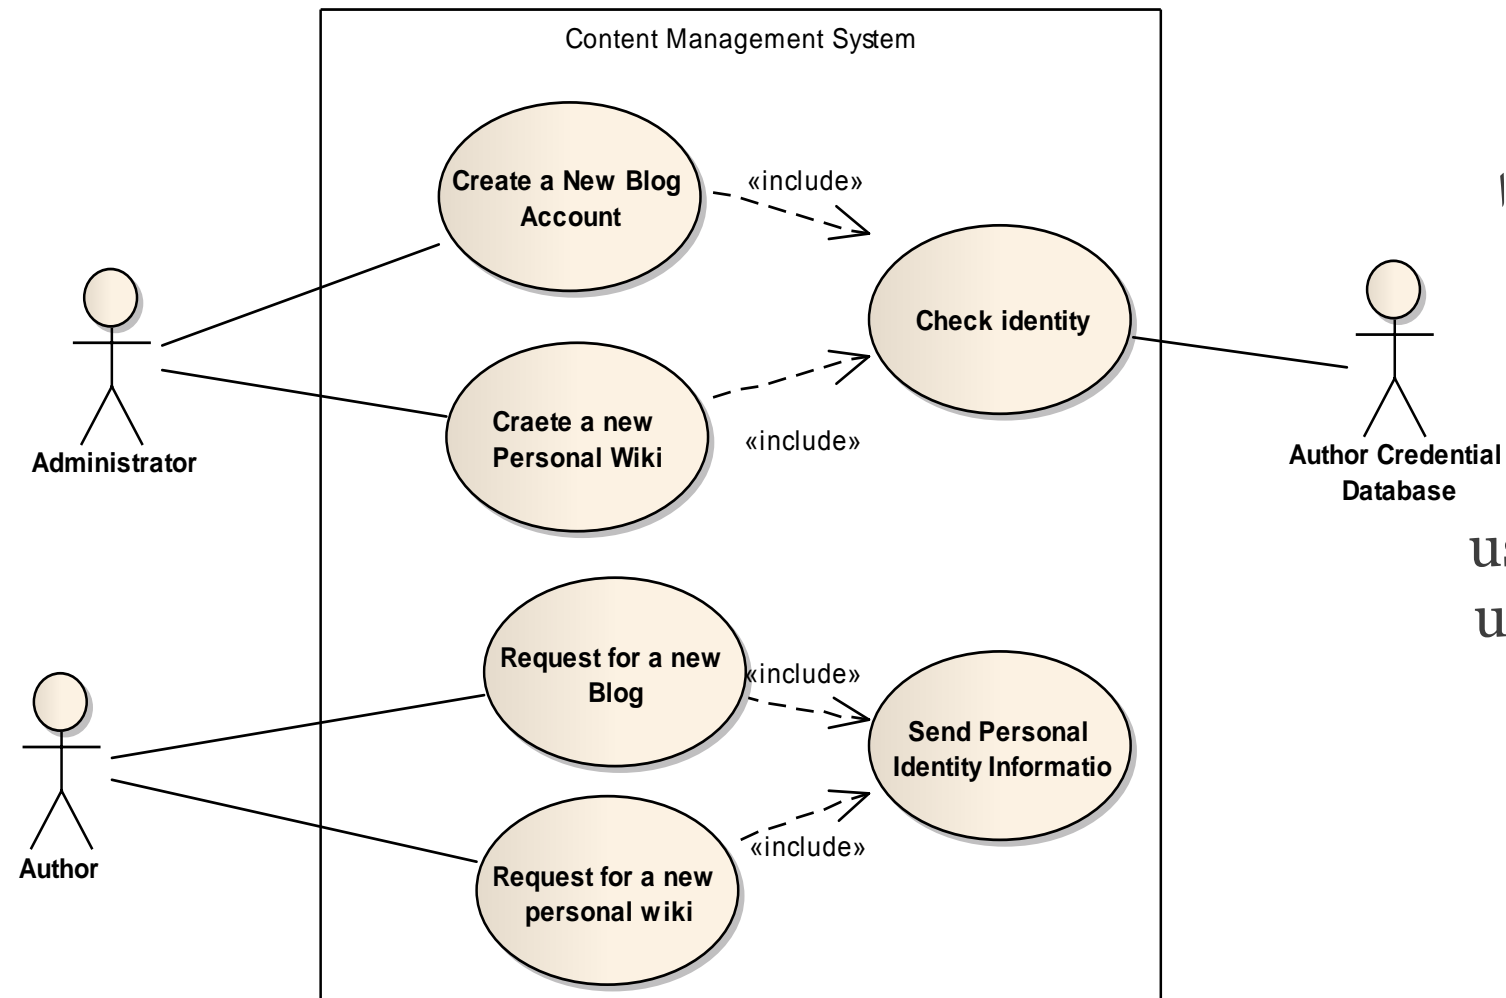 Content Management System
Create a New Blog
Account
«include»
Check identity
Craete a new
Personal Wiki
«include»
Administrator
Author Credential
Database
Request for a new
Blog
«include»
Send Personal
Identity Informatio
Author
Request for a new
personal wiki
«include»